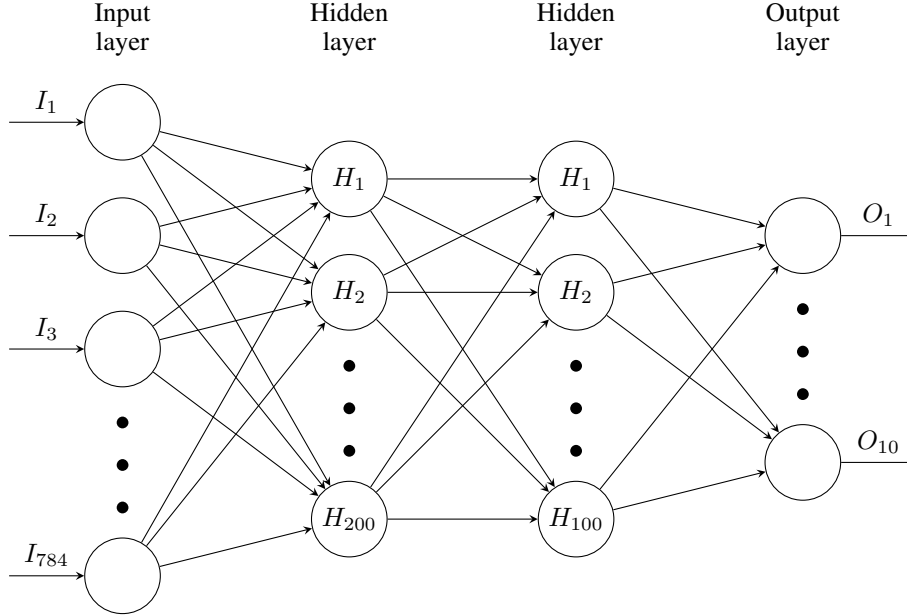 Input layer
Hidden layer
Hidden layer
Output layer
I₁
I₂
I₃
I₇₈₄
H₁
H₂
H₂₀₀
H₁
H₂
H₁₀₀
O₁
O₁₀